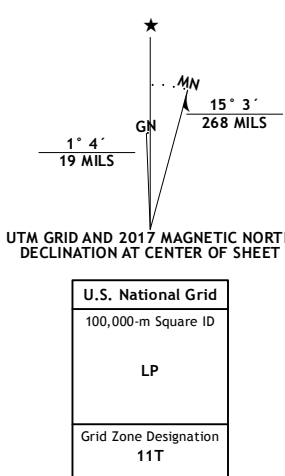 ★
MN
GN
15° 3´
268 MILS
1° 4´
19 MILS
UTM GRID AND 2017 MAGNETIC NORT
DECLINATION AT CENTER OF SHEET
U.S. National Grid
100,000-m Square ID
LP
Grid Zone Designation
11T